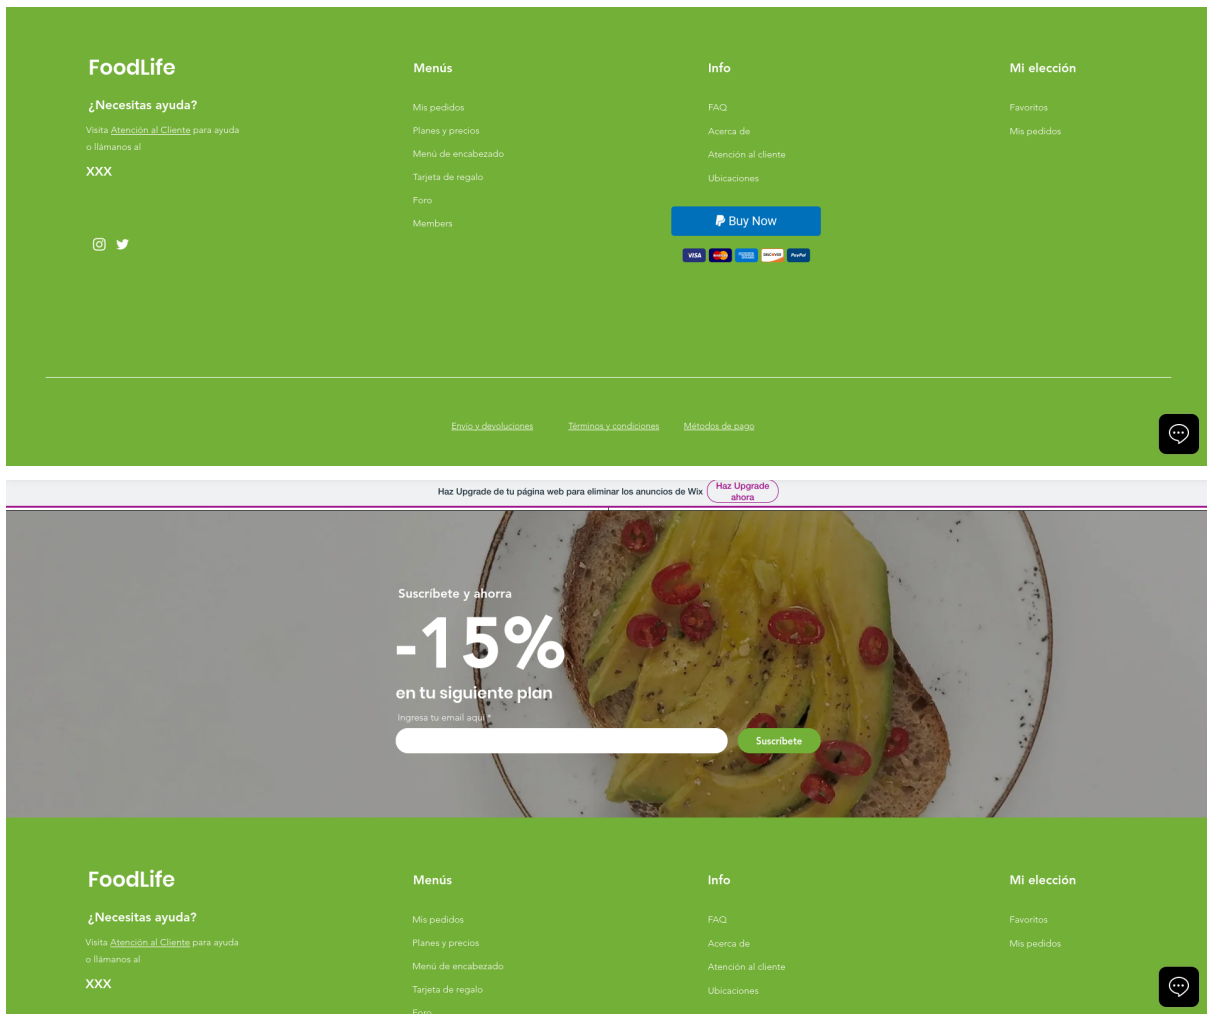 FoodLife
¿Necesitas ayuda?
Visita Atención al Cliente para ayuda
o llámanos al
XXX
Menús
Mis pedidos
Planes y precios
Menú de encabezado
Tarjeta de regalo
Foro
Members
Info
FAQ
Acerca de
Atención al cliente
Ubicaciones
Buy Now
VISA
DISCOVER
PayPal
Mi elección
Favoritos
Mis pedidos
Envío y devoluciones
Términos y condiciones
Métodos de pago
Haz Upgrade de tu página web para eliminar los anuncios de Wix
Haz Upgrade
ahora
Suscríbete y ahorra
-15%
en tu siguiente plan
Ingresa tu email aquí *
Suscríbete
FoodLife
¿Necesitas ayuda?
Visita Atención al Cliente para ayuda
o llámanos al
XXX
Menús
Mis pedidos
Planes y precios
Menú de encabezado
Tarjeta de regalo
Foro
Info
FAQ
Acerca de
Atención al cliente
Ubicaciones
Mi elección
Favoritos
Mis pedidos